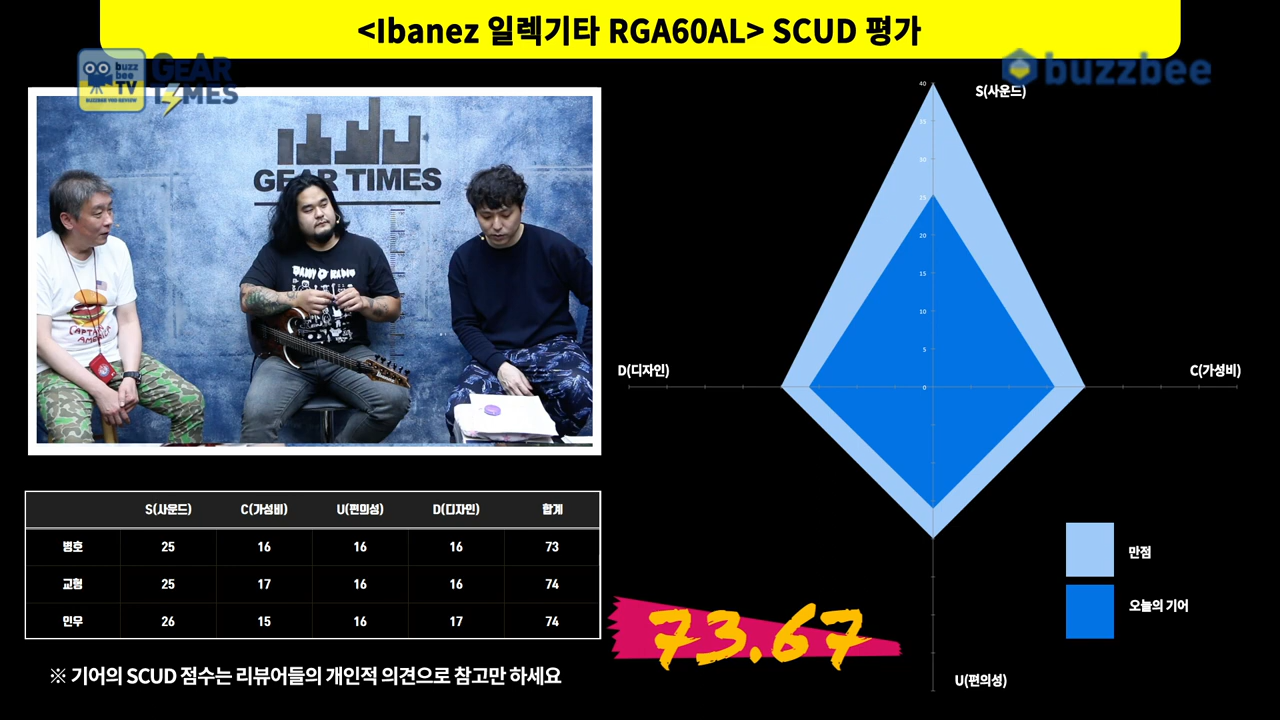 <Ibanez 일렉기타 RGA60AL> SCUD 평가
buzz bee TV
BUZZBEE VOD REVIEW
GEAR TIMES
buzzbee
GEAR TIMES
CAPTAIN AMERICA
S(사운드)
40
35
30
25
20
15
10
5
0
D(디자인)
C(가성비)
U(편의성)
만점
오늘의 기어
S(사운드) C(가성비) U(편의성) D(디자인) 합계
병호 25 16 16 16 73
교형 25 17 16 16 74
민우 26 15 16 17 74
73.67
※ 기어의 SCUD 점수는 리뷰어들의 개인적 의견으로 참고만 하세요